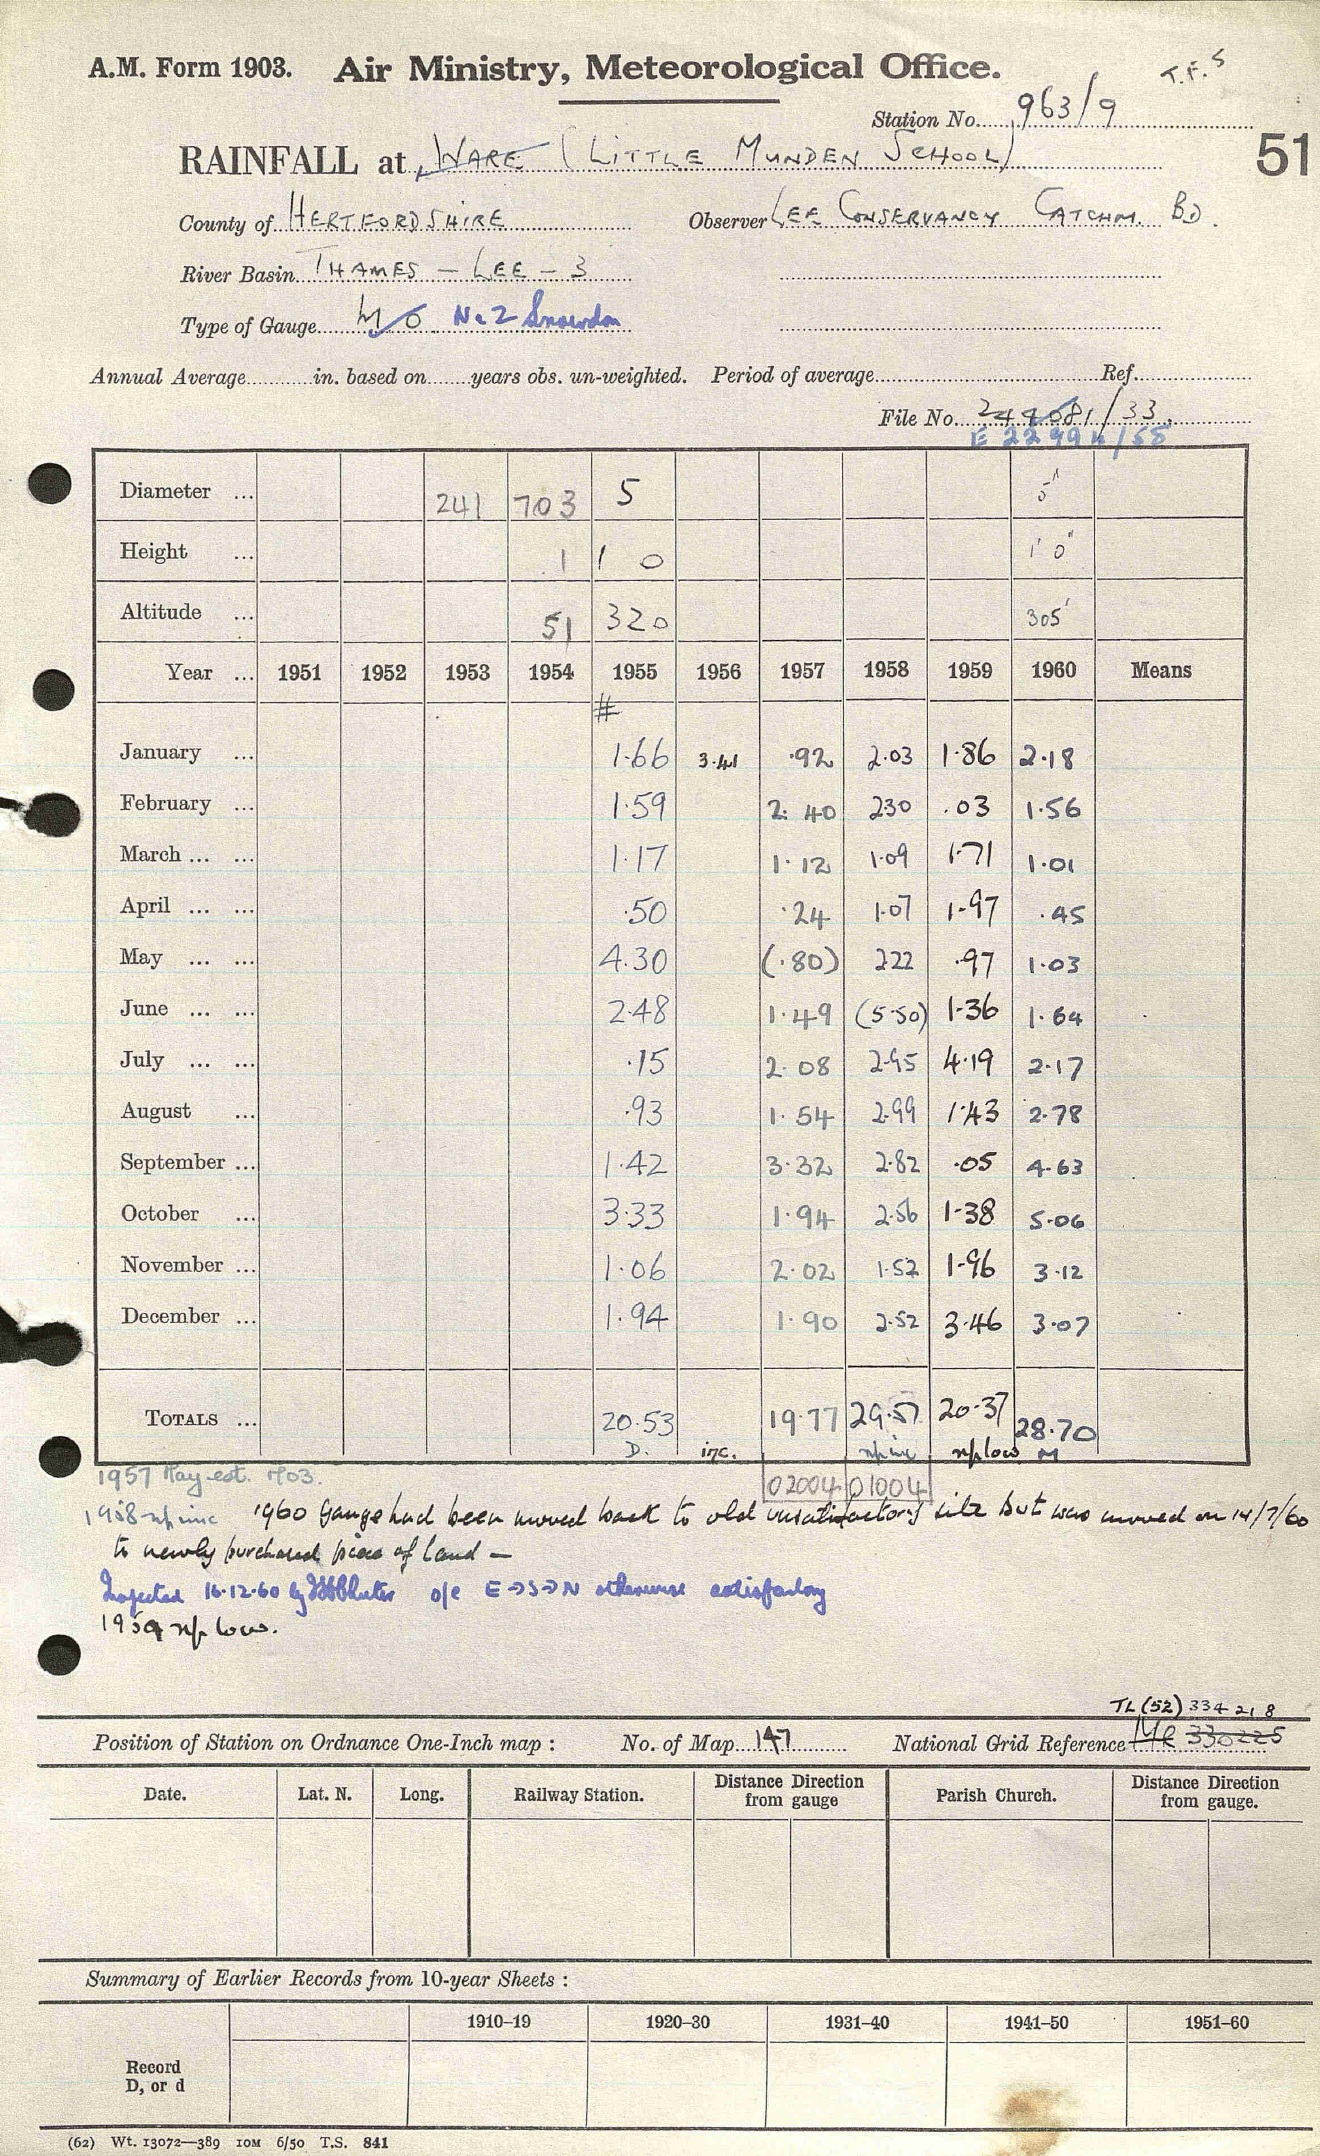 A.M. Form 1903. Air Ministry, Meteorological Office. T.F. 5
Station No. 963/9
RAINFALL at WARE (LITTLE MUNDEN SCHOOL) 51
County of HERTFORDSHIRE Observer LEE CONSERVANCY CATCHM. BD.
River Basin THAMES - LEE - 3
Type of Gauge M O No 2 Snowdon
Annual Average in. based on years obs. un-weighted. Period of average Ref.
File No. 244081/33
Diameter ... 241 703 5 5"
Height ... 1 1 0 1' 0"
Altitude ... 51 320 305'
Year ... 1951 1952 1953 1954 1955 1956 1957 1958 1959 1960 Means
#
January ... 1.66 3.41 .92 2.03 1.86 2.18
February ... 1.59 2.40 230 .03 1.56
March ... ... 1.17 1.12 1.09 1.71 1.01
April ... ... .50 .24 1.07 1.97 .45
May ... ... 4.30 (.80) 222 .97 1.03
June ... ... 2.48 1.49 (5.50) 1.36 1.64
July ... ... .15 2.08 2.95 4.19 2.17
August ... .93 1.54 2.99 1.43 2.78
September ... 1.42 3.32 2.82 .05 4.63
October ... 3.33 1.94 2.56 1.38 5.06
November ... 1.06 2.02 1.52 1.96 3.12
December ... 1.94 1.90 2.52 3.46 3.07
TOTALS ... 20.53 19.77 29.57 20.37 28.70
D. inc. np inc np low M
02004 01004
1957 May est. MO3.
1958 np inc 1960 Gauge had been moved back to old unsatisfactory site but was moved on 14/7/60
to newly purchased piece of land -
Inspected 16.12.60 by o/c E→S→N otherwise satisfactory
1959 np low.
TL (52) 334 218
Position of Station on Ordnance One-Inch map : No. of Map 147 National Grid Reference MR 330225
Date. Lat. N. Long. Railway Station. Distance Direction from gauge Parish Church. Distance Direction from gauge.
Summary of Earlier Records from 10-year Sheets :
1910–19 1920–30 1931–40 1941–50 1951–60
Record
D, or d
(62) Wt. 13072—389 10M 6/50 T.S. 841